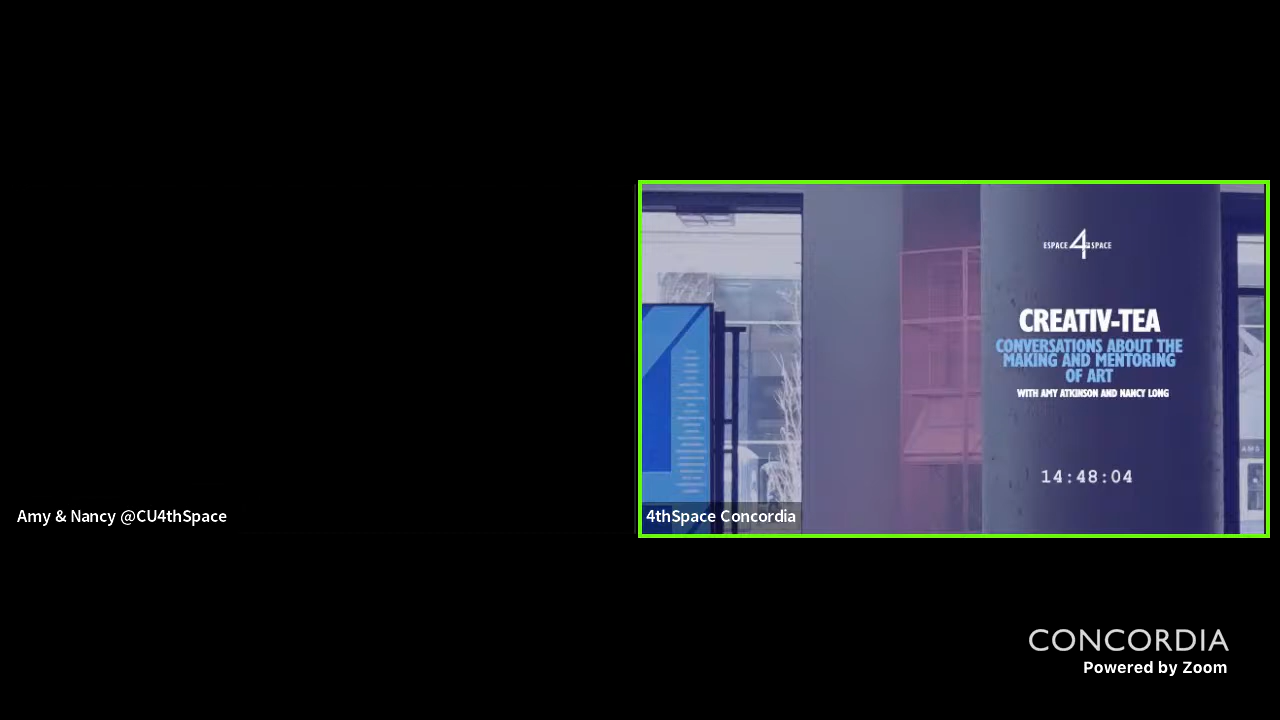 ESPACE 4 SPACE
CREATIV-TEA
CONVERSATIONS ABOUT THE
MAKING AND MENTORING
OF ART
WITH AMY ATKINSON AND NANCY LONG
14:48:04
Amy & Nancy @CU4thSpace
4thSpace Concordia
CONCORDIA
Powered by Zoom